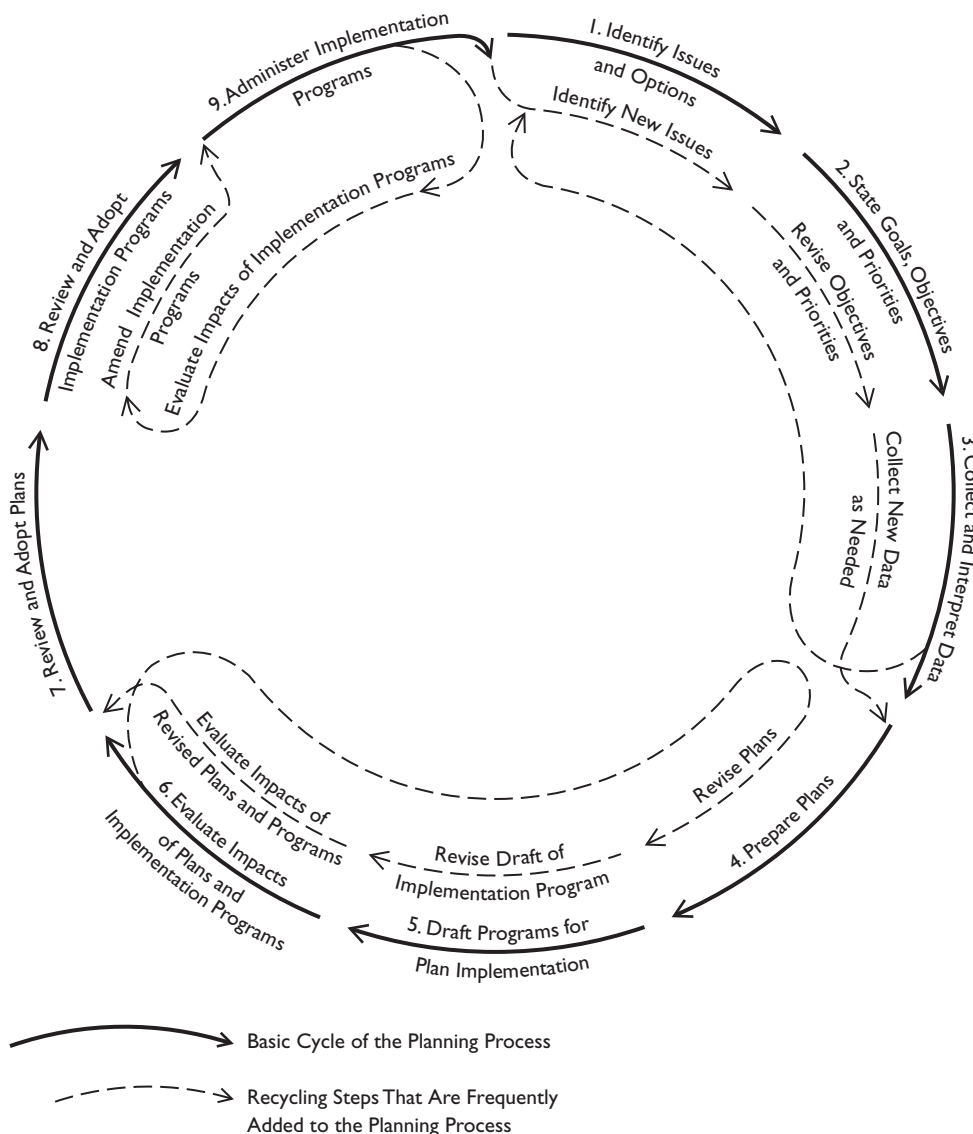 1. Identify Issues
and Options
2. State Goals, Objectives
and Priorities
3. Collect and Interpret Data
4. Prepare Plans
5. Draft Programs for
Plan Implementation
6. Evaluate Impacts
of Plans and
Implementation Programs
7. Review and Adopt Plans
8. Review and Adopt
Implementation Programs
9. Administer Implementation
Programs
Identify New Issues
Revise Objectives
and Priorities
Collect New Data
as Needed
Revise Plans
Revise Draft of
Implementation Program
Evaluate Impacts of
Revised Plans and Programs
Amend Implementation
Programs
Evaluate Impacts of Implementation Programs
Basic Cycle of the Planning Process
Recycling Steps That Are Frequently
Added to the Planning Process